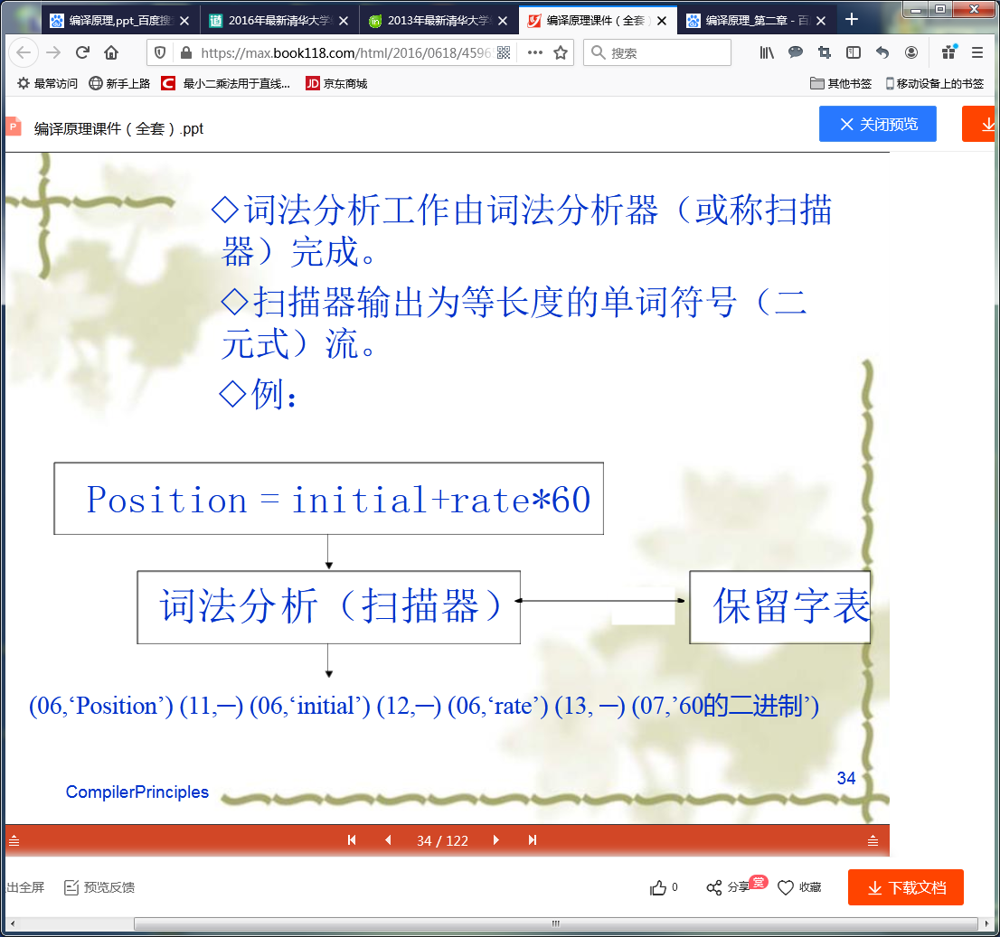 编译原理.ppt_百度搜
2016年最新清华大学
2013年最新清华大学
编译原理课件（全套）
编译原理_第二章 - 百
https://max.book118.com/html/2016/0618/4596
搜索
最常访问
新手上路
最小二乘法用于直线...
JD 京东商城
其他书签
移动设备上的书签
编译原理课件（全套）.ppt
关闭预览
◇词法分析工作由词法分析器（或称扫描
器）完成。
◇扫描器输出为等长度的单词符号（二
元式）流。
◇例：
Position = initial+rate*60
词法分析（扫描器）
保留字表
(06,‘Position’) (11,─) (06,‘initial’) (12,─) (06,‘rate’) (13, ─) (07,’60的二进制’)
34
CompilerPrinciples
34 / 122
出全屏
预览反馈
0
分享
赏
收藏
下载文档